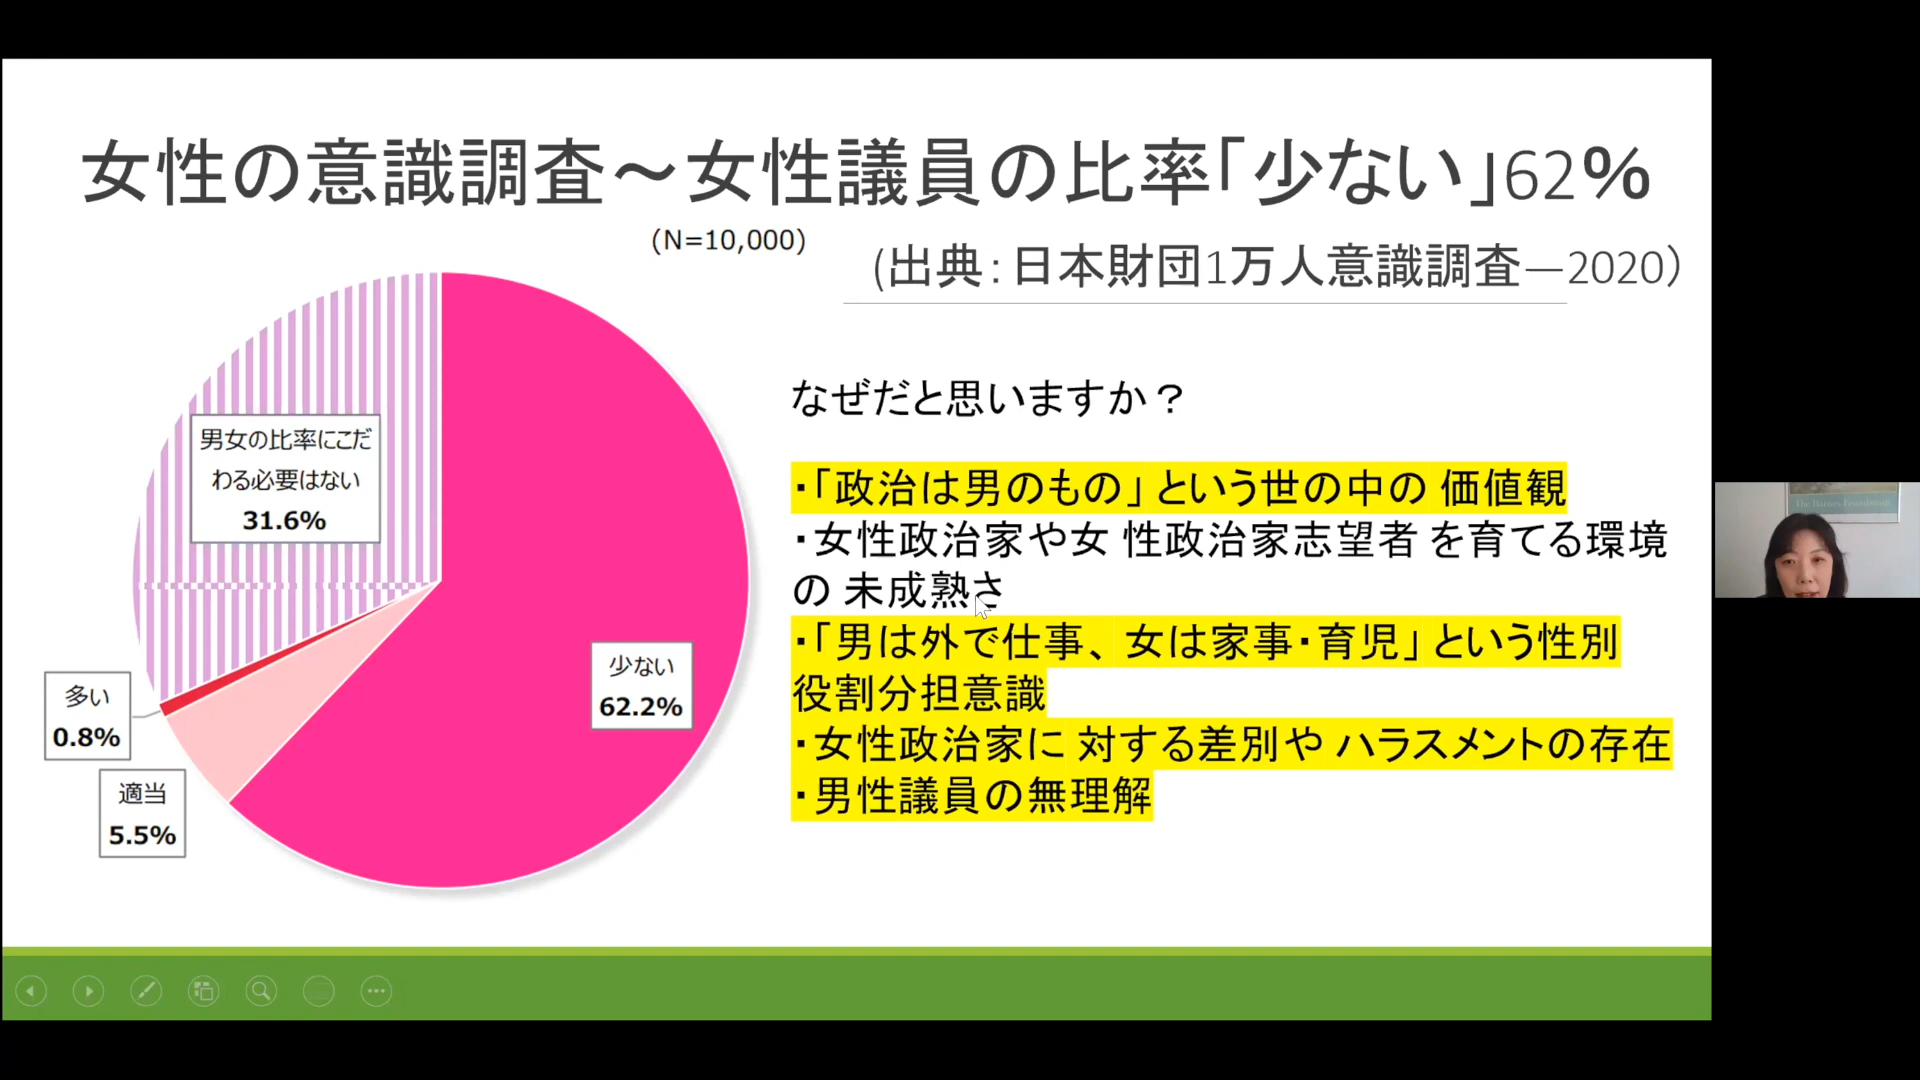 女性の意識調査～女性議員の比率「少ない」62%
(N=10,000)
(出典：日本財団1万人意識調査―2020)
男女の比率にこだ
わる必要はない
31.6%
少ない
62.2%
多い
0.8%
適当
5.5%
なぜだと思いますか？
・「政治は男のもの」 という世の中の 価値観
・女性政治家や女 性政治家志望者 を育てる環境
の 未成熟さ
・「男は外で仕事、 女は家事・育児」 という性別
役割分担意識
・女性政治家に 対する差別や ハラスメントの存在
・男性議員の無理解
The Barnes Foundation